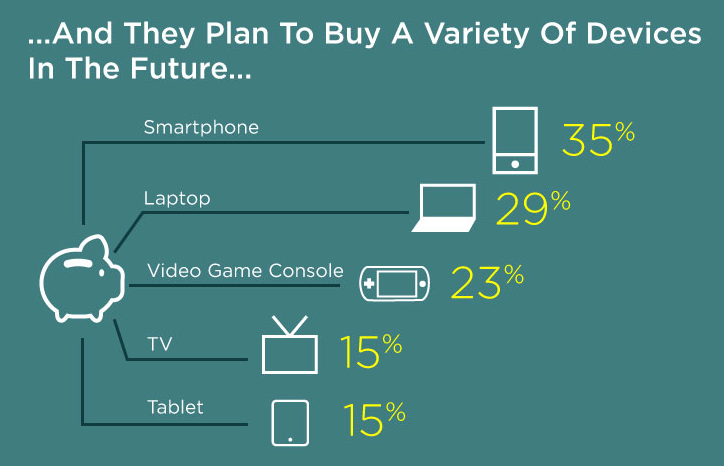 ...And They Plan To Buy A Variety Of Devices
In The Future...
Smartphone
35%
Laptop
29%
Video Game Console
23%
TV
15%
Tablet
15%